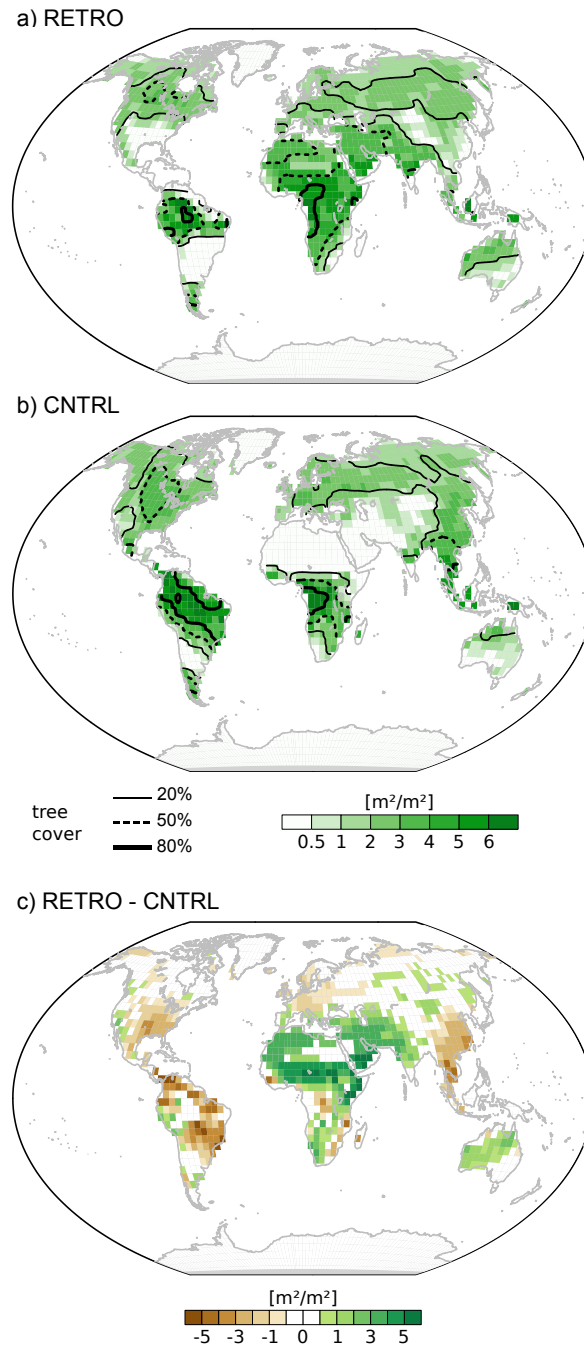 a) RETRO
b) CNTRL
tree cover
20%
50%
80%
[m²/m²]
0.5 1 2 3 4 5 6
c) RETRO - CNTRL
[m²/m²]
-5 -3 -1 0 1 3 5